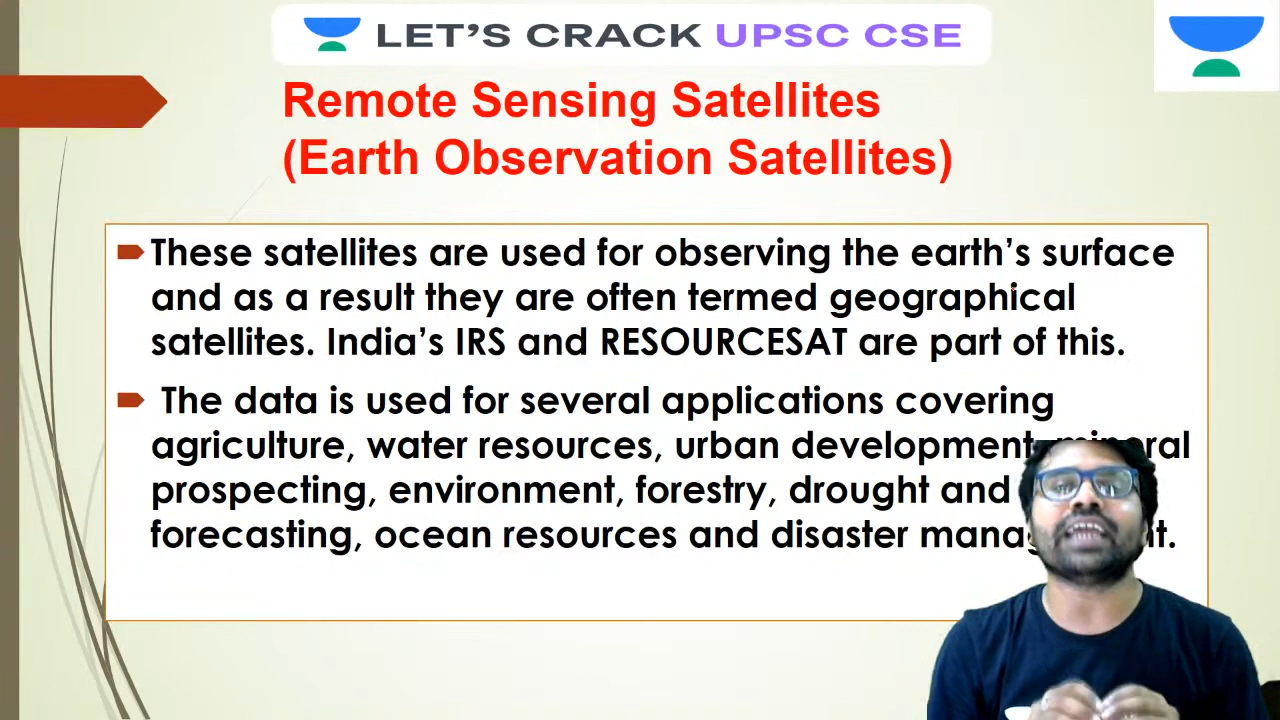 LET'S CRACK UPSC CSE
Remote Sensing Satellites
(Earth Observation Satellites)
These satellites are used for observing the earth's surface
and as a result they are often termed geographical
satellites. India's IRS and RESOURCESAT are part of this.
The data is used for several applications covering
agriculture, water resources, urban development, mineral
prospecting, environment, forestry, drought and
forecasting, ocean resources and disaster